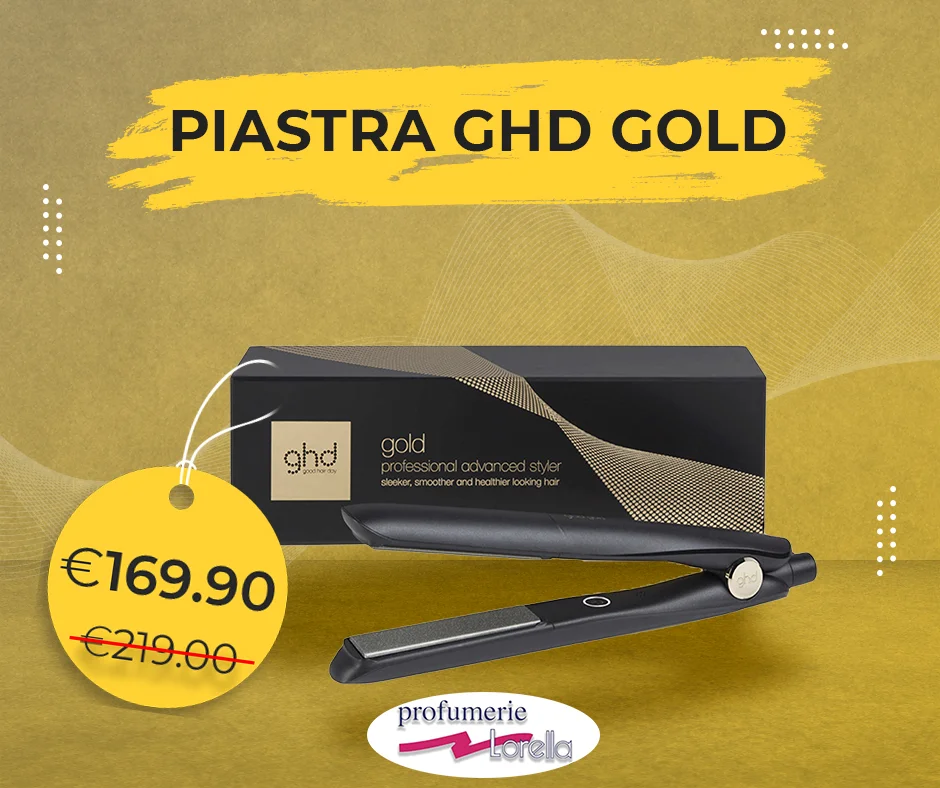 PIASTRA GHD GOLD
ghd
good hair day
gold
professional advanced styler
sleeker, smoother and healthier looking hair
€169.90
€219.00
ghd
profumerie
Lorella